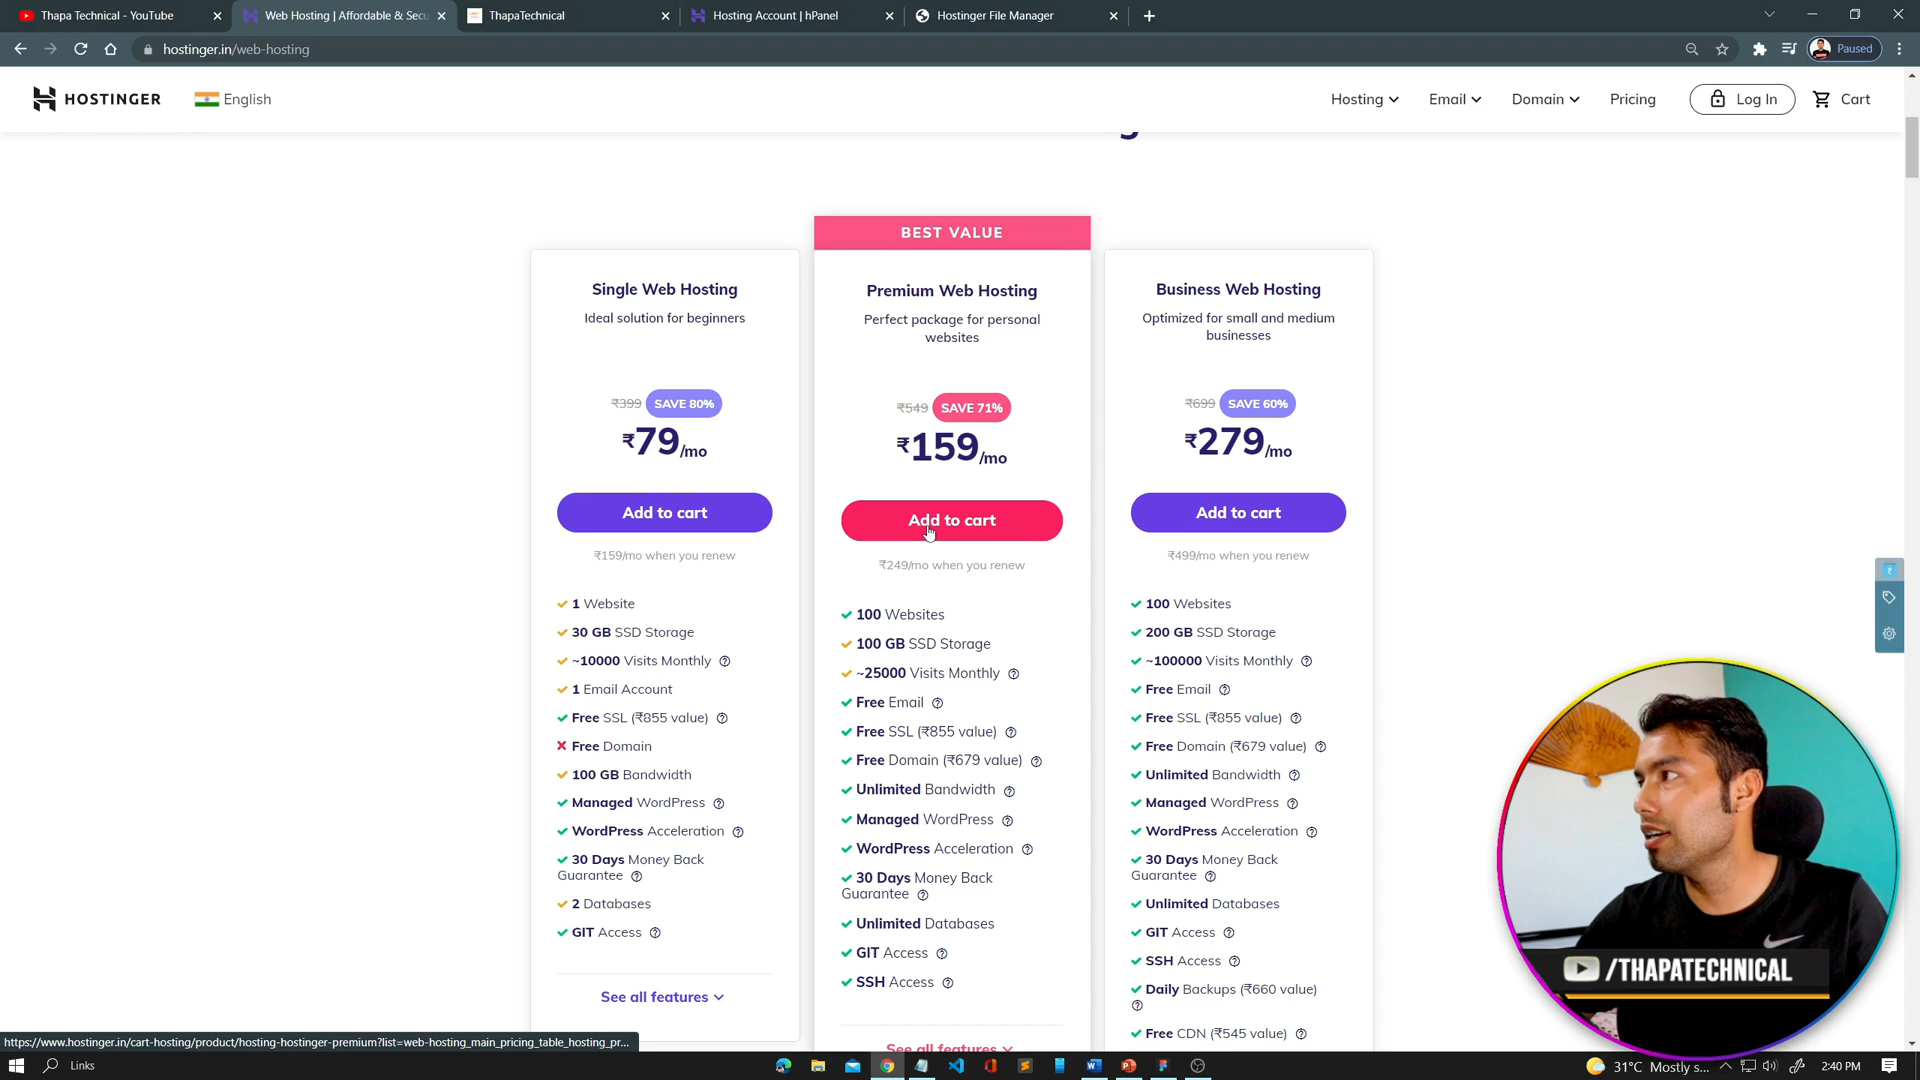 Thapa Technical - YouTube
Web Hosting | Affordable & Secu
ThapaTechnical
Hosting Account | hPanel
Hostinger File Manager
hostinger.in/web-hosting
Paused
HOSTINGER
English
Hosting
Email
Domain
Pricing
Log In
Cart
BEST VALUE
Single Web Hosting
Ideal solution for beginners
₹399 SAVE 80%
₹79/mo
Add to cart
₹159/mo when you renew
1 Website
30 GB SSD Storage
~10000 Visits Monthly
1 Email Account
Free SSL (₹855 value)
Free Domain
100 GB Bandwidth
Managed WordPress
WordPress Acceleration
30 Days Money Back
Guarantee
2 Databases
GIT Access
See all features
Premium Web Hosting
Perfect package for personal
websites
₹549 SAVE 71%
₹159/mo
Add to cart
₹249/mo when you renew
100 Websites
100 GB SSD Storage
~25000 Visits Monthly
Free Email
Free SSL (₹855 value)
Free Domain (₹679 value)
Unlimited Bandwidth
Managed WordPress
WordPress Acceleration
30 Days Money Back
Guarantee
Unlimited Databases
GIT Access
SSH Access
See all features
Business Web Hosting
Optimized for small and medium
businesses
₹699 SAVE 60%
₹279/mo
Add to cart
₹499/mo when you renew
100 Websites
200 GB SSD Storage
~100000 Visits Monthly
Free Email
Free SSL (₹855 value)
Free Domain (₹679 value)
Unlimited Bandwidth
Managed WordPress
WordPress Acceleration
30 Days Money Back
Guarantee
Unlimited Databases
GIT Access
SSH Access
Daily Backups (₹660 value)
Free CDN (₹545 value)
/THAPATECHNICAL
https://www.hostinger.in/cart-hosting/product/hosting-hostinger-premium?list=web-hosting_main_pricing_table_hosting_pr...
Links
31°C Mostly s...
2:40 PM